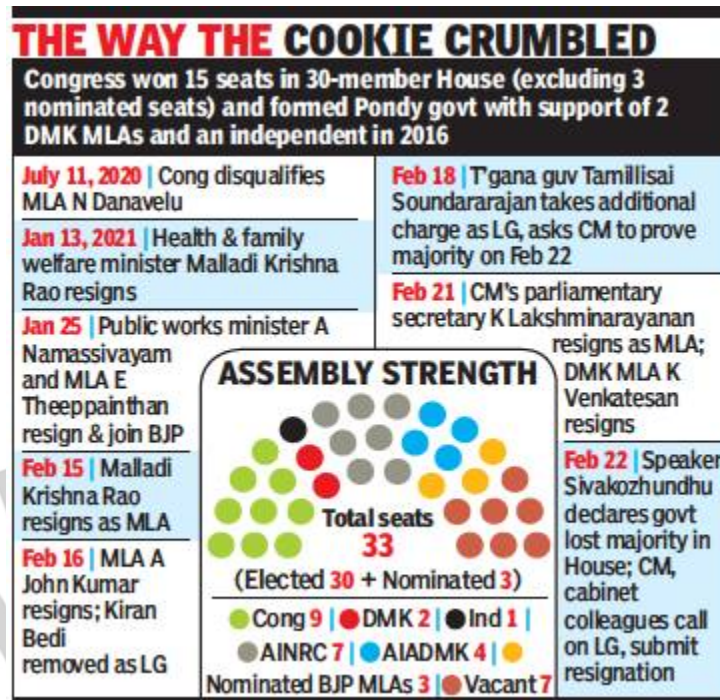 THE WAY THE COOKIE CRUMBLED
Congress won 15 seats in 30-member House (excluding 3
nominated seats) and formed Pondy govt with support of 2
DMK MLAs and an independent in 2016
July 11, 2020 | Cong disqualifies
MLA N Danavelu
Jan 13, 2021 | Health & family
welfare minister Malladi Krishna
Rao resigns
Jan 25 | Public works minister A
Namassivayam
and MLA E
Theeppainthan
resign & join BJP
Feb 15 | Malladi
Krishna Rao
resigns as MLA
Feb 16 | MLA A
John Kumar
resigns; Kiran
Bedi
removed as LG
Feb 18 | T'gana guv Tamillisai
Soundararajan takes additional
charge as LG, asks CM to prove
majority on Feb 22
Feb 21 | CM's parliamentary
secretary K Lakshminarayanan
resigns as MLA;
DMK MLA K
Venkatesan
resigns
Feb 22 | Speaker
Sivakozhundhu
declares govt
lost majority in
House; CM,
cabinet
colleagues call
on LG, submit
resignation
ASSEMBLY STRENGTH
Total seats
33
(Elected 30 + Nominated 3)
Cong 9 | DMK 2 | Ind 1 |
AINRC 7 | AIADMK 4 |
Nominated BJP MLAs 3 | Vacant 7